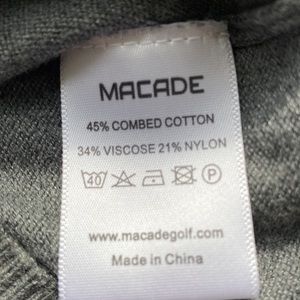 MACADE
45% COMBED COTTON
34% VISCOSE 21% NYLON
40 P
www.macadegolf.com
Made in China